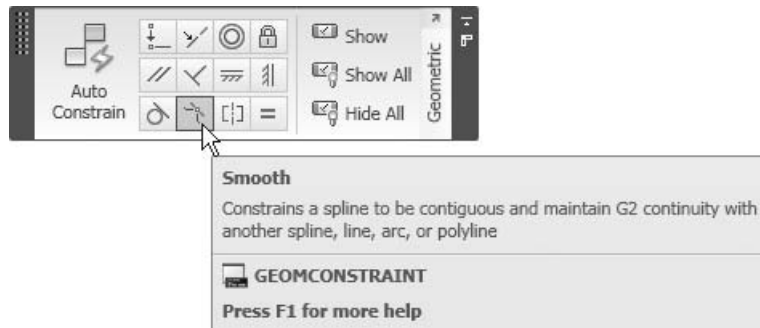 Auto
Constrain
Show
Show All
Hide All
Geometric
Smooth
Constrains a spline to be contiguous and maintain G2 continuity with
another spline, line, arc, or polyline
GEOMCONSTRAINT
Press F1 for more help